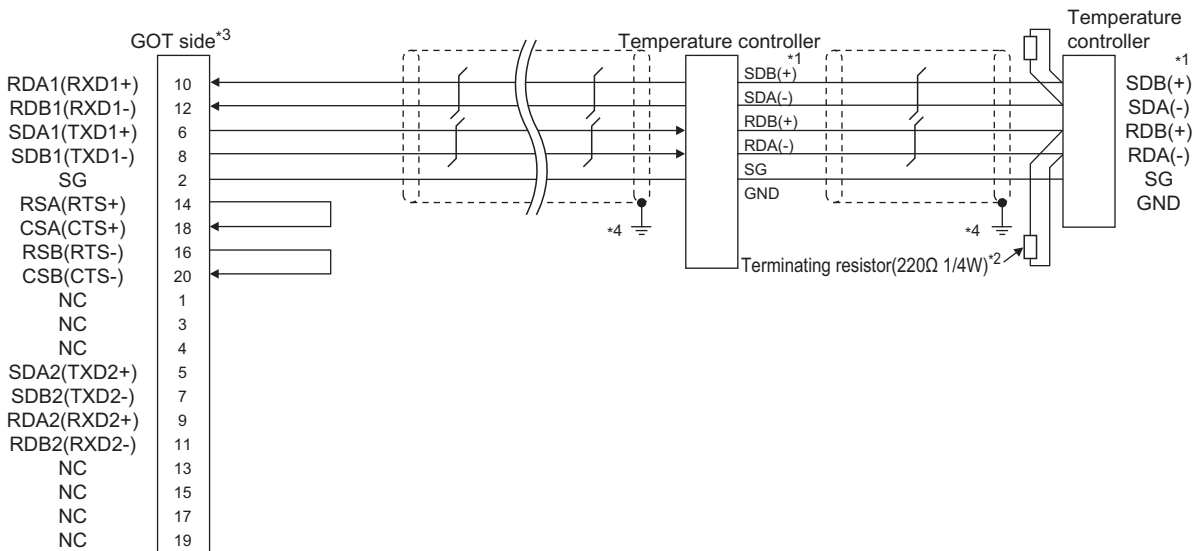 GOT side*3
Temperature controller
Temperature
controller
*1
*1
RDA1(RXD1+) 10 SDB(+) SDB(+)
RDB1(RXD1-) 12 SDA(-) SDA(-)
SDA1(TXD1+) 6 RDB(+) RDB(+)
SDB1(TXD1-) 8 RDA(-) RDA(-)
SG 2 SG SG
RSA(RTS+) 14 GND GND
CSA(CTS+) 18 *4 *4
RSB(RTS-) 16
CSB(CTS-) 20 Terminating resistor(220Ω 1/4W)*2
NC 1
NC 3
NC 4
SDA2(TXD2+) 5
SDB2(TXD2-) 7
RDA2(RXD2+) 9
RDB2(RXD2-) 11
NC 13
NC 15
NC 17
NC 19